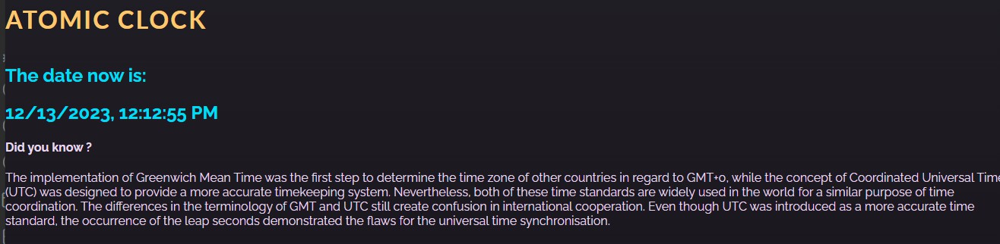 ATOMIC CLOCK
The date now is:
12/13/2023, 12:12:55 PM
Did you know ?
The implementation of Greenwich Mean Time was the first step to determine the time zone of other countries in regard to GMT+0, while the concept of Coordinated Universal Time
(UTC) was designed to provide a more accurate timekeeping system. Nevertheless, both of these time standards are widely used in the world for a similar purpose of time
coordination. The differences in the terminology of GMT and UTC still create confusion in international cooperation. Even though UTC was introduced as a more accurate time
standard, the occurrence of the leap seconds demonstrated the flaws for the universal time synchronisation.